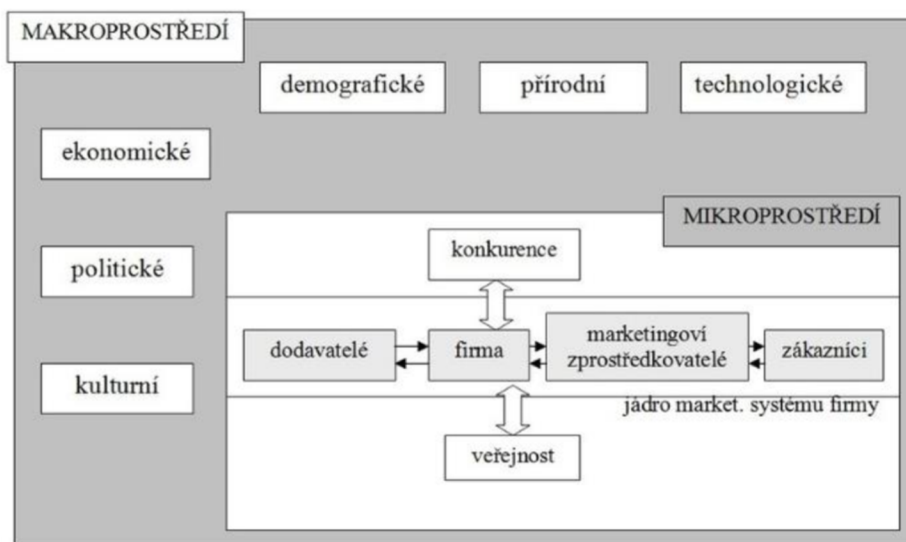 MAKROPROSTŘEDÍ
demografické
přírodní
technologické
ekonomické
MIKROPROSTŘEDÍ
konkurence
politické
dodavatelé
firma
marketingoví
zprostředkovatelé
zákazníci
kulturní
jádro market. systému firmy
veřejnost